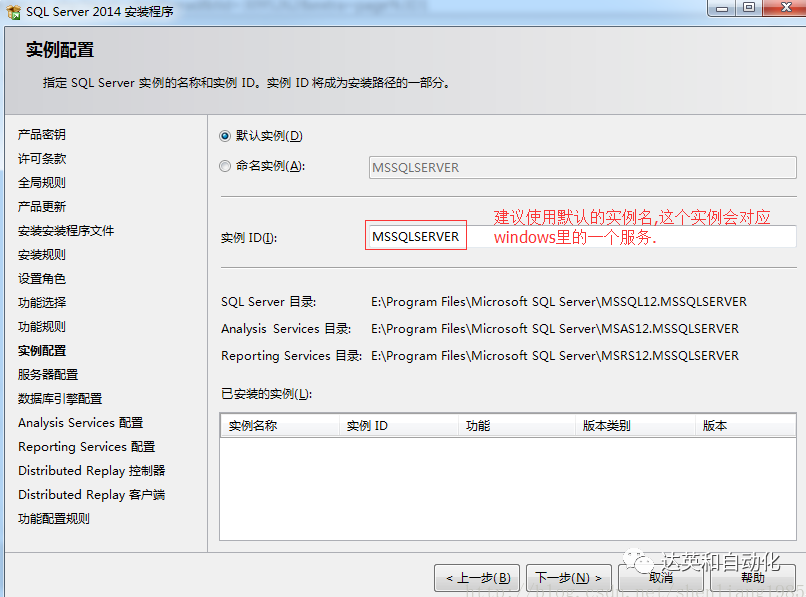 SQL Server 2014 安装程序
实例配置
指定 SQL Server 实例的名称和实例 ID。实例 ID 将成为安装路径的一部分。
产品密钥
许可条款
全局规则
产品更新
安装安装程序文件
安装规则
设置角色
功能选择
功能规则
实例配置
服务器配置
数据库引擎配置
Analysis Services 配置
Reporting Services 配置
Distributed Replay 控制器
Distributed Replay 客户端
功能配置规则
默认实例(D)
命名实例(A): MSSQLSERVER
建议使用默认的实例名,这个实例会对应
windows里的一个服务.
实例 ID(I): MSSQLSERVER
SQL Server 目录: E:\Program Files\Microsoft SQL Server\MSSQL12.MSSQLSERVER
Analysis Services 目录: E:\Program Files\Microsoft SQL Server\MSAS12.MSSQLSERVER
Reporting Services 目录: E:\Program Files\Microsoft SQL Server\MSRS12.MSSQLSERVER
已安装的实例(L):
实例名称 实例 ID 功能 版本类别 版本
< 上一步(B) 下一步(N) > 取消 帮助
达英和自动化